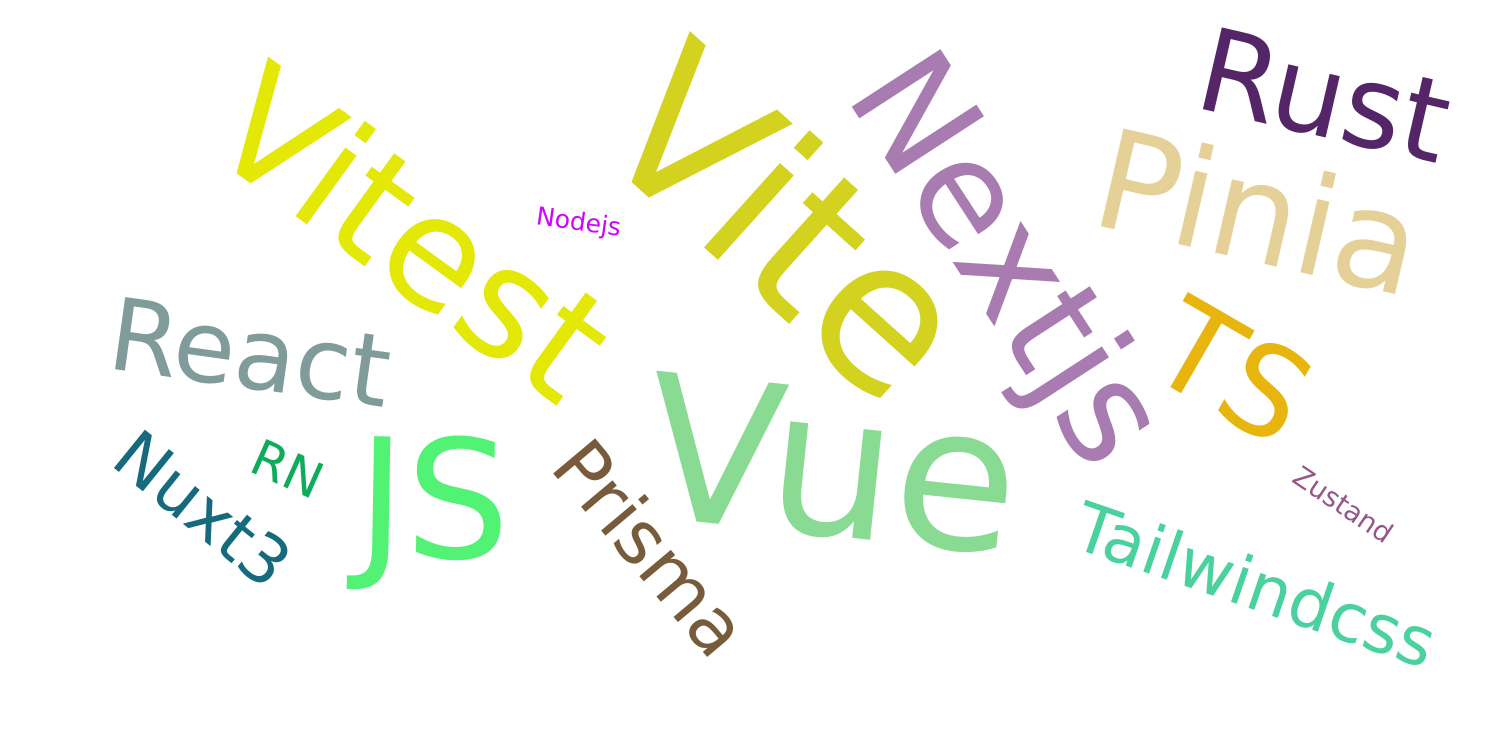 Rust
Vite
Nextjs
Vitest
Pinia
Nodejs
React
TS
Vue
JS
RN
Nuxt3
Prisma
Zustand
Tailwindcss